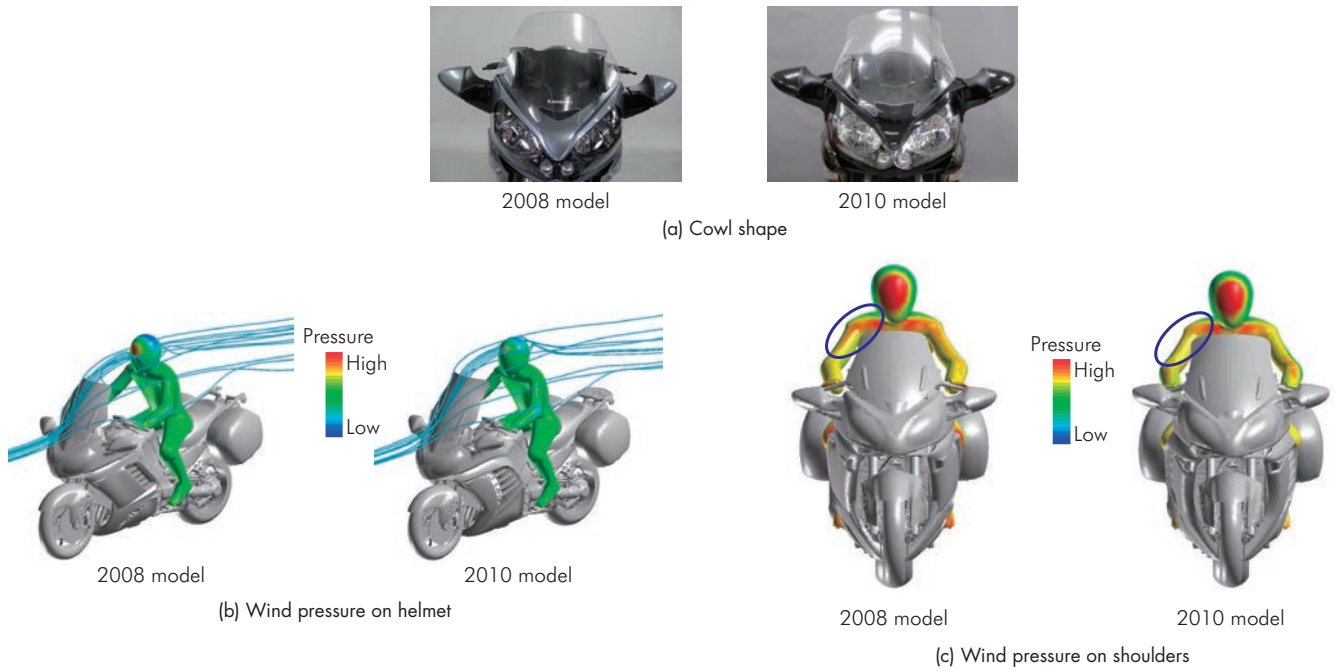 2008 model
2010 model
(a) Cowl shape
Pressure
High
Low
2008 model
2010 model
(b) Wind pressure on helmet
Pressure
High
Low
2008 model
2010 model
(c) Wind pressure on shoulders